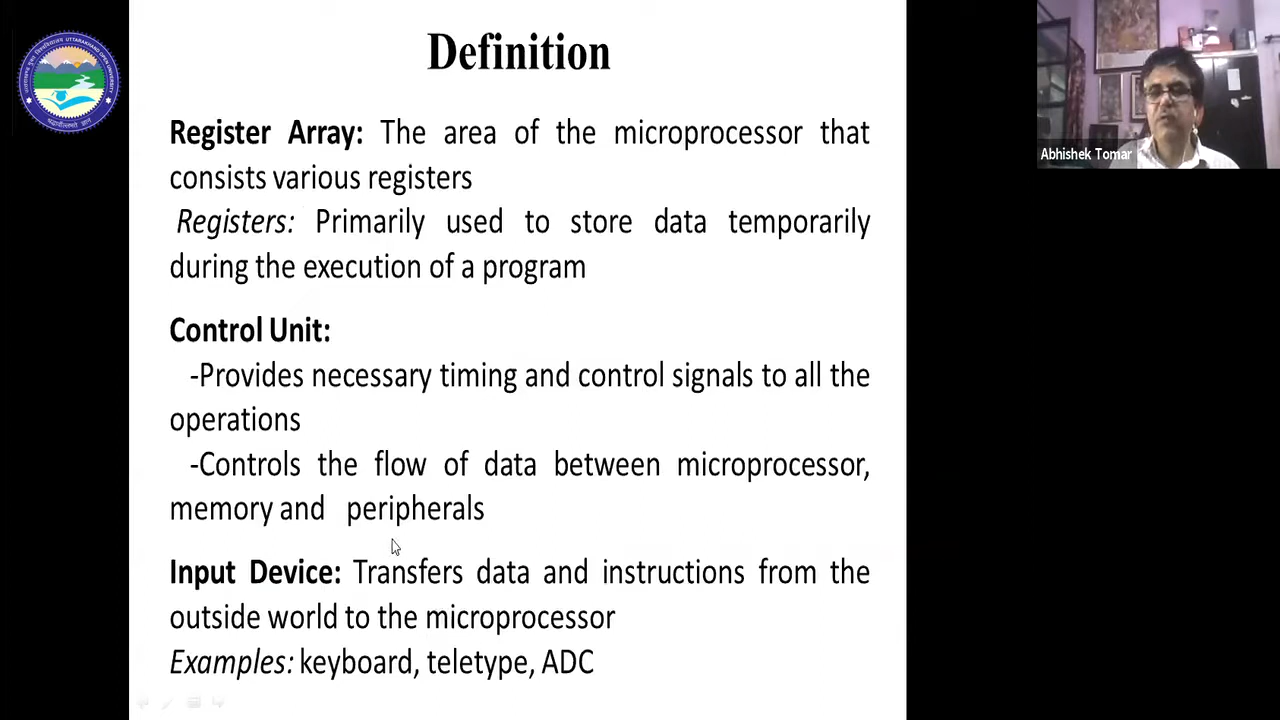 Definition
Register Array: The area of the microprocessor that
consists various registers
Registers: Primarily used to store data temporarily
during the execution of a program
Control Unit:
-Provides necessary timing and control signals to all the
operations
-Controls the flow of data between microprocessor,
memory and peripherals
Input Device: Transfers data and instructions from the
outside world to the microprocessor
Examples: keyboard, teletype, ADC
UTTARAKHAND OPEN UNIVERSITY
Abhishek Tomar